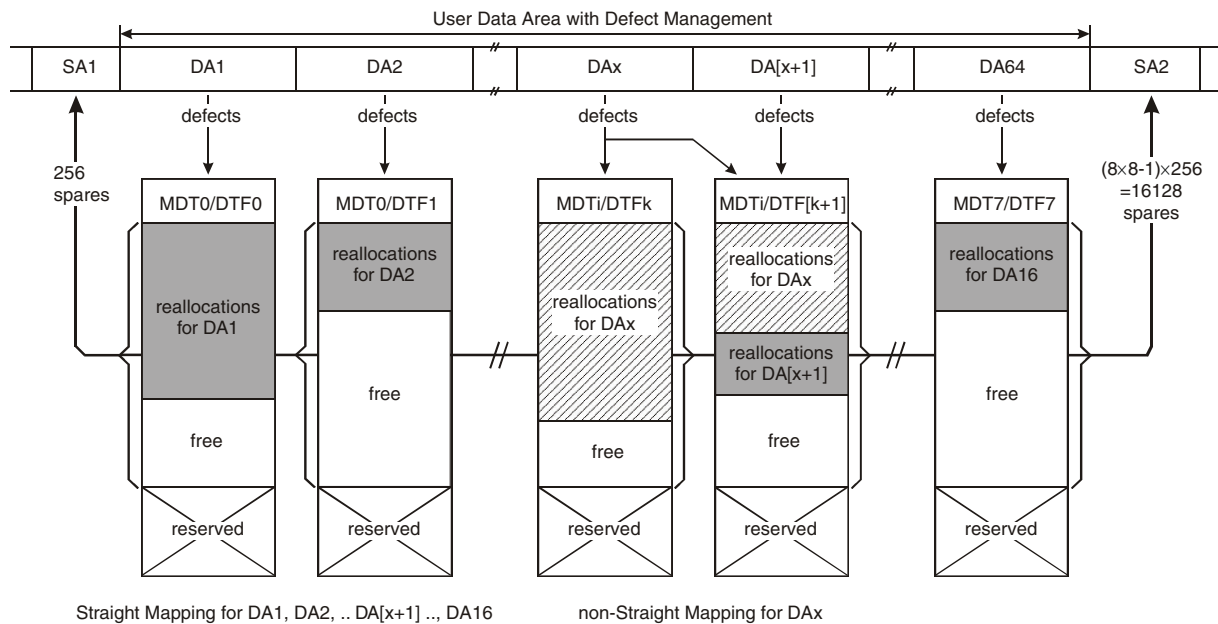 User Data Area with Defect Management
SA1 DA1 DA2 DAx DA[x+1] DA64 SA2
defects defects defects defects defects
256
spares
(8×8-1)×256
=16128
spares
MDT0/DTF0 MDT0/DTF1 MDTi/DTFk MDTi/DTF[k+1] MDT7/DTF7
reallocations
for DA1
free
reserved
reallocations
for DA2
free
reserved
reallocations
for DAx
free
reserved
reallocations
for DAx
reallocations
for DA[x+1]
free
reserved
reallocations
for DA16
free
reserved
Straight Mapping for DA1, DA2, .. DA[x+1] .., DA16
non-Straight Mapping for DAx